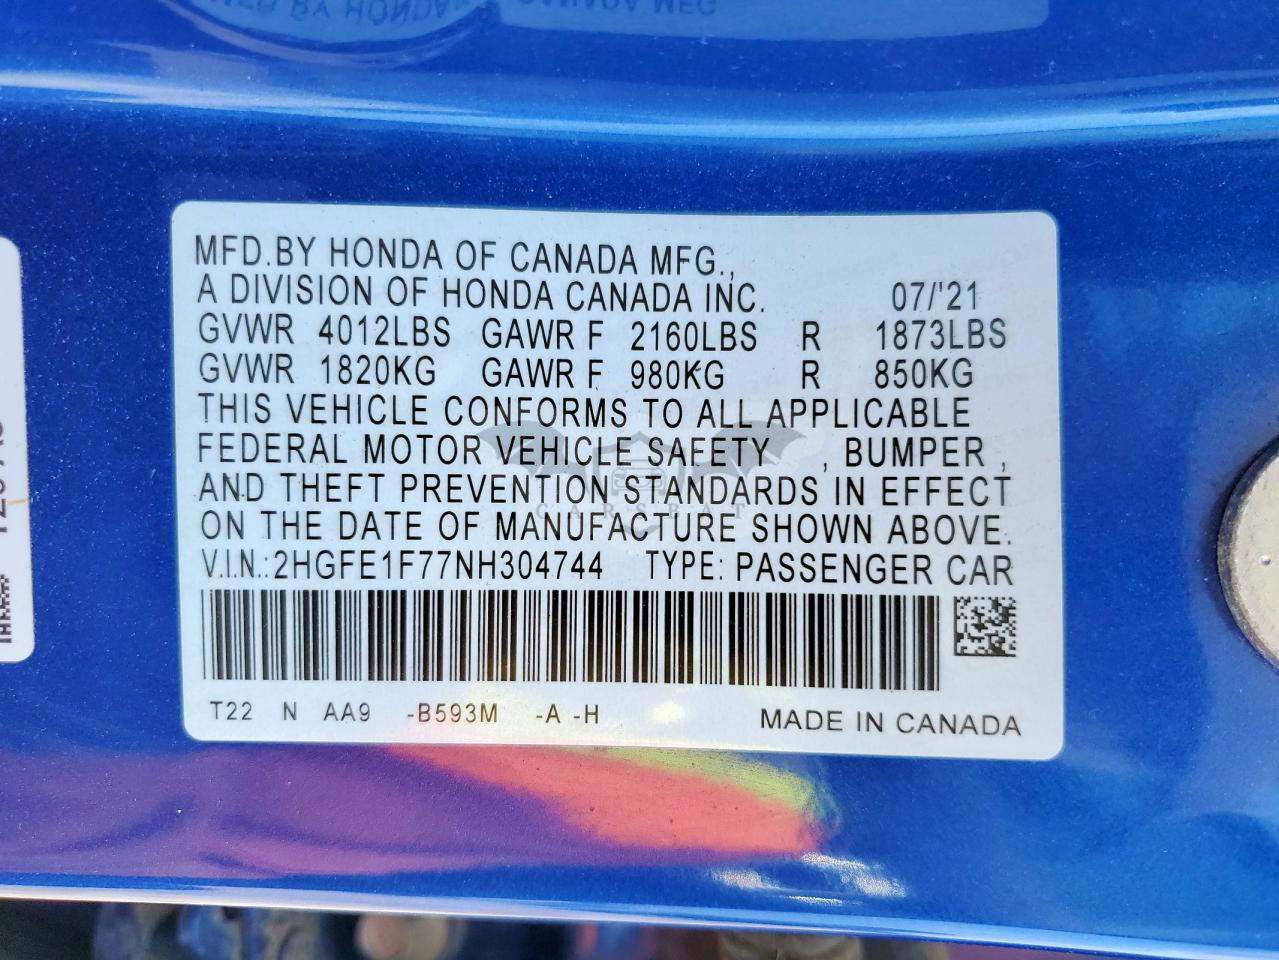 MFD.BY HONDA OF CANADA MFG.,
A DIVISION OF HONDA CANADA INC. 07/'21
GVWR 4012LBS GAWR F 2160LBS R 1873LBS
GVWR 1820KG GAWR F 980KG R 850KG
THIS VEHICLE CONFORMS TO ALL APPLICABLE
FEDERAL MOTOR VEHICLE SAFETY , BUMPER ,
AND THEFT PREVENTION STANDARDS IN EFFECT
ON THE DATE OF MANUFACTURE SHOWN ABOVE.
V.I.N.:2HGFE1F77NH304744 TYPE: PASSENGER CAR
T22 N AA9 -B593M -A -H MADE IN CANADA
CARSBAT